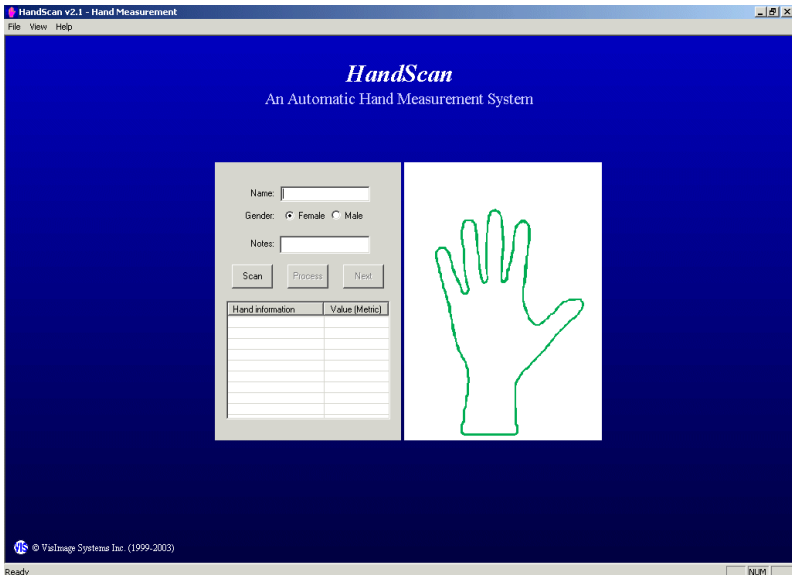 HandScan v2.1 - Hand Measurement
File View Help
HandScan
An Automatic Hand Measurement System
Name:
Gender: Female Male
Notes:
Scan Process Next
Hand information Value (Metric)
VIS © VisImage Systems Inc. (1999-2003)
Ready NUM